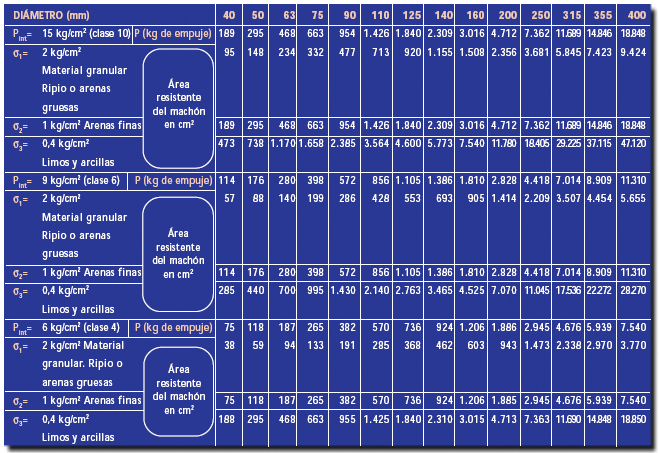 DIÁMETRO (mm) 40 50 63 75 90 110 125 140 160 200 250 315 355 400
Pint= 15 kg/cm² (clase 10) P (kg de empuje) 189 295 468 663 954 1.426 1.840 2.309 3.016 4.712 7.362 11.689 14.846 18.848
σ1= 2 kg/cm² 95 148 234 332 477 713 920 1.155 1.508 2.356 3.681 5.845 7.423 9.424
Material granular
Ripio o arenas
gruesas
Área
resistente
del machón
en cm²
σ2= 1 kg/cm² Arenas finas 189 295 468 663 954 1.426 1.840 2.309 3.016 4.712 7.362 11.689 14.846 18.848
σ3= 0,4 kg/cm² 473 738 1.170 1.658 2.385 3.564 4.600 5.773 7.540 11.780 18.405 29.225 37.115 47.120
Limos y arcillas
Pint= 9 kg/cm² (clase 6) P (kg de empuje) 114 176 280 398 572 856 1.105 1.386 1.810 2.828 4.418 7.014 8.909 11.310
σ1= 2 kg/cm² 57 88 140 199 286 428 553 693 905 1.414 2.209 3.507 4.454 5.655
Material granular
Ripio o arenas
gruesas
Área
resistente
del machón
en cm²
σ2= 1 kg/cm² Arenas finas 114 176 280 398 572 856 1.105 1.386 1.810 2.828 4.418 7.014 8.909 11.310
σ3= 0,4 kg/cm² 285 440 700 995 1.430 2.140 2.763 3.465 4.525 7.070 11.045 17.536 22.272 28.270
Limos y arcillas
Pint= 6 kg/cm² (clase 4) P (kg de empuje) 75 118 187 265 382 570 736 924 1.206 1.886 2.945 4.676 5.939 7.540
σ1= 2 kg/cm² Material 38 59 94 133 191 285 368 462 603 943 1.473 2.338 2.970 3.770
granular. Ripio o
arenas gruesas
Área
resistente
del machón
en cm²
σ2= 1 kg/cm² Arenas finas 75 118 187 265 382 570 736 924 1.206 1.885 2.945 4.676 5.939 7.540
σ3= 0,4 kg/cm² 188 295 468 663 955 1.425 1.840 2.310 3.015 4.713 7.363 11.690 14.848 18.850
Limos y arcillas